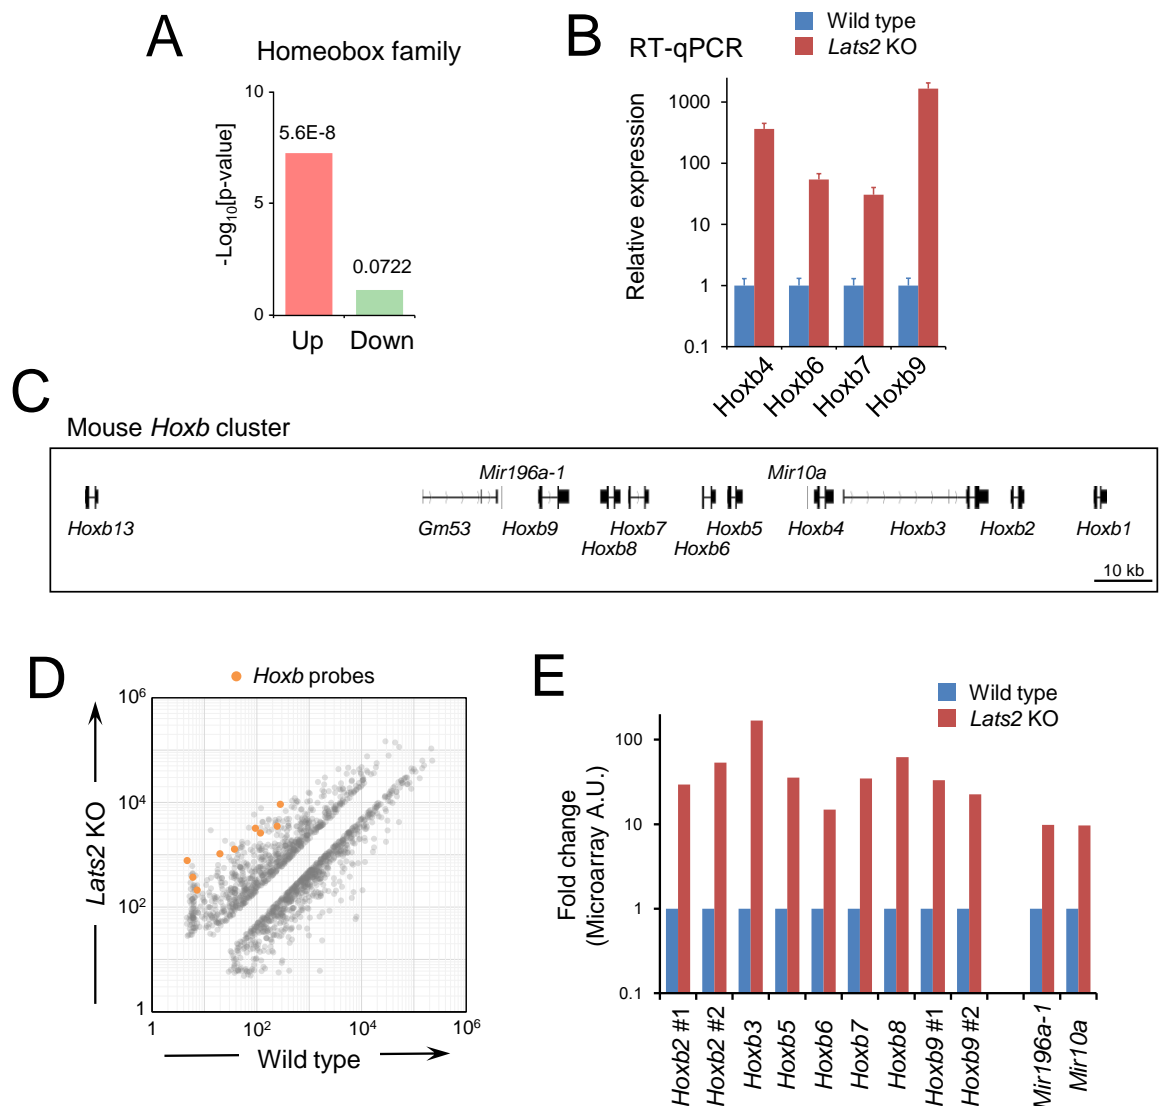 A
Homeobox family
10
5
0
-Log10[p-value]
5.6E-8
0.0722
Up
Down
B
RT-qPCR
Wild type
Lats2 KO
1000
100
10
1
0.1
Relative expression
Hoxb4
Hoxb6
Hoxb7
Hoxb9
C
Mouse Hoxb cluster
Mir196a-1
Mir10a
Hoxb13
Gm53
Hoxb9
Hoxb7
Hoxb5
Hoxb4
Hoxb3
Hoxb2
Hoxb1
Hoxb8
Hoxb6
10 kb
D
Hoxb probes
10^6
10^4
10^2
1
Lats2 KO
1
10^2
10^4
10^6
Wild type
E
Wild type
Lats2 KO
100
10
1
0.1
Fold change
(Microarray A.U.)
Hoxb2 #1
Hoxb2 #2
Hoxb3
Hoxb5
Hoxb6
Hoxb7
Hoxb8
Hoxb9 #1
Hoxb9 #2
Mir196a-1
Mir10a